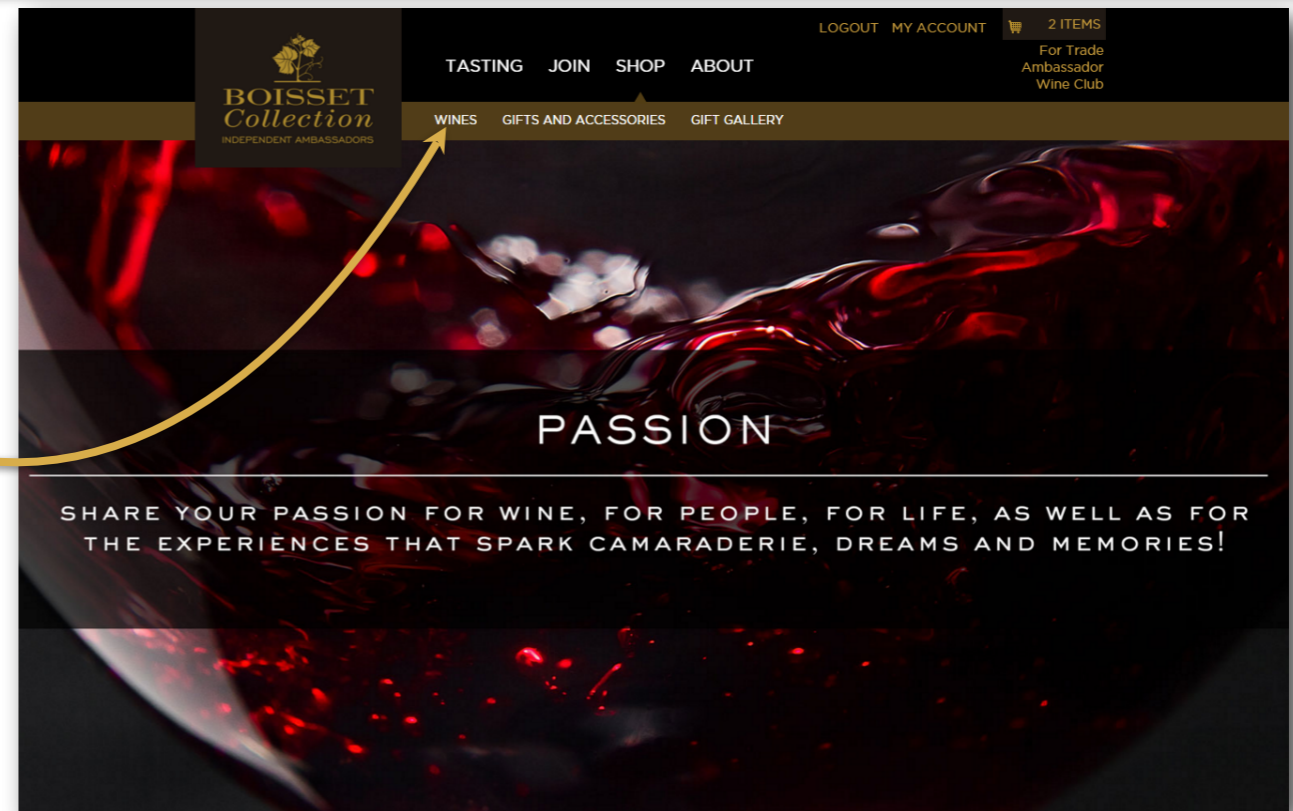 LOGOUT MY ACCOUNT 2 ITEMS
For Trade
Ambassador
Wine Club
TASTING JOIN SHOP ABOUT
BOISSET
Collection
INDEPENDENT AMBASSADORS
WINES GIFTS AND ACCESSORIES GIFT GALLERY
PASSION
SHARE YOUR PASSION FOR WINE, FOR PEOPLE, FOR LIFE, AS WELL AS FOR
THE EXPERIENCES THAT SPARK CAMARADERIE, DREAMS AND MEMORIES!